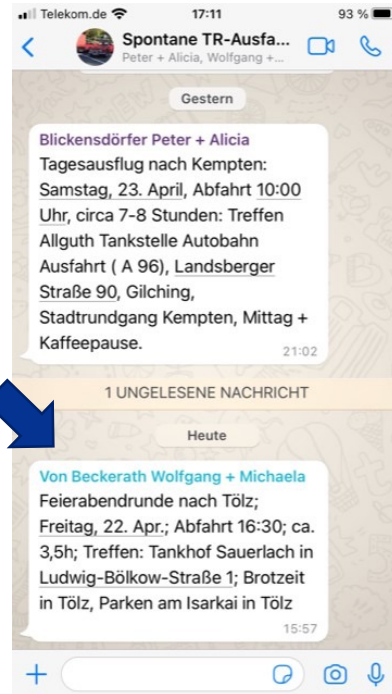 Telekom.de
17:11
93 %
Spontane TR-Ausfa...
Peter + Alicia, Wolfgang +...
Gestern
Blickensdörfer Peter + Alicia
Tagesausflug nach Kempten:
Samstag, 23. April, Abfahrt 10:00
Uhr, circa 7-8 Stunden: Treffen
Allguth Tankstelle Autobahn
Ausfahrt ( A 96), Landsberger
Straße 90, Gilching,
Stadtrundgang Kempten, Mittag +
Kaffeepause.
21:02
1 UNGELESENE NACHRICHT
Heute
Von Beckerath Wolfgang + Michaela
Feierabendrunde nach Tölz;
Freitag, 22. Apr.; Abfahrt 16:30; ca.
3,5h; Treffen: Tankhof Sauerlach in
Ludwig-Bölkow-Straße 1; Brotzeit
in Tölz, Parken am Isarkai in Tölz
15:57